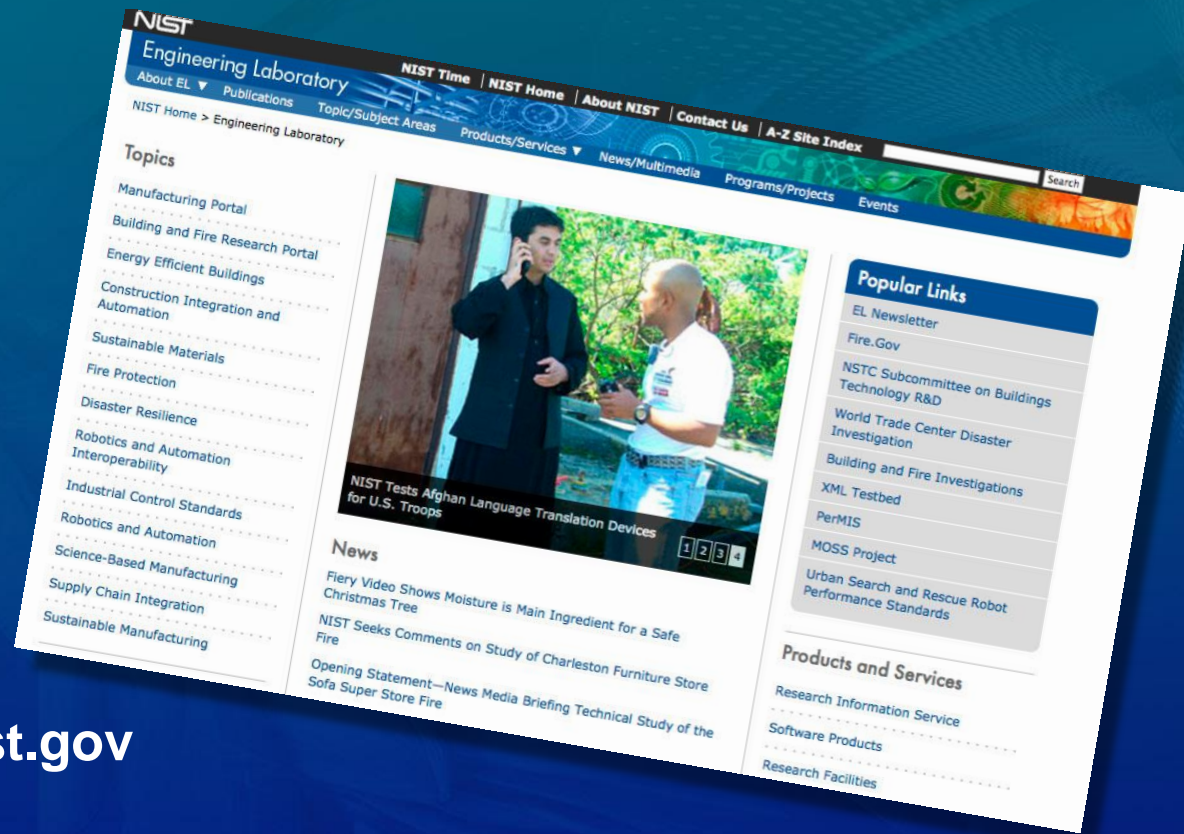 NIST
NIST Time | NIST Home | About NIST | Contact Us | A-Z Site Index
Search
Engineering Laboratory
About EL ▼ Publications Topic/Subject Areas Products/Services ▼ News/Multimedia Programs/Projects Events
NIST Home > Engineering Laboratory
Topics
Manufacturing Portal
Building and Fire Research Portal
Energy Efficient Buildings
Construction Integration and
Automation
Sustainable Materials
Fire Protection
Disaster Resilience
Robotics and Automation
Interoperability
Industrial Control Standards
Robotics and Automation
Science-Based Manufacturing
Supply Chain Integration
Sustainable Manufacturing
NIST Tests Afghan Language Translation Devices
for U.S. Troops
1 2 3 4
News
Fiery Video Shows Moisture is Main Ingredient for a Safe
Christmas Tree
NIST Seeks Comments on Study of Charleston Furniture Store
Fire
Opening Statement—News Media Briefing Technical Study of the
Sofa Super Store Fire
Popular Links
EL Newsletter
Fire.Gov
NSTC Subcommittee on Buildings
Technology R&D
World Trade Center Disaster
Investigation
Building and Fire Investigations
XML Testbed
PerMIS
MOSS Project
Urban Search and Rescue Robot
Performance Standards
Products and Services
Research Information Service
Software Products
Research Facilities
st.gov